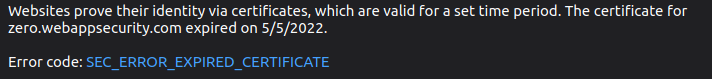 Websites prove their identity via certificates, which are valid for a set time period. The certificate for
zero.webappsecurity.com expired on 5/5/2022.
Error code: SEC_ERROR_EXPIRED_CERTIFICATE